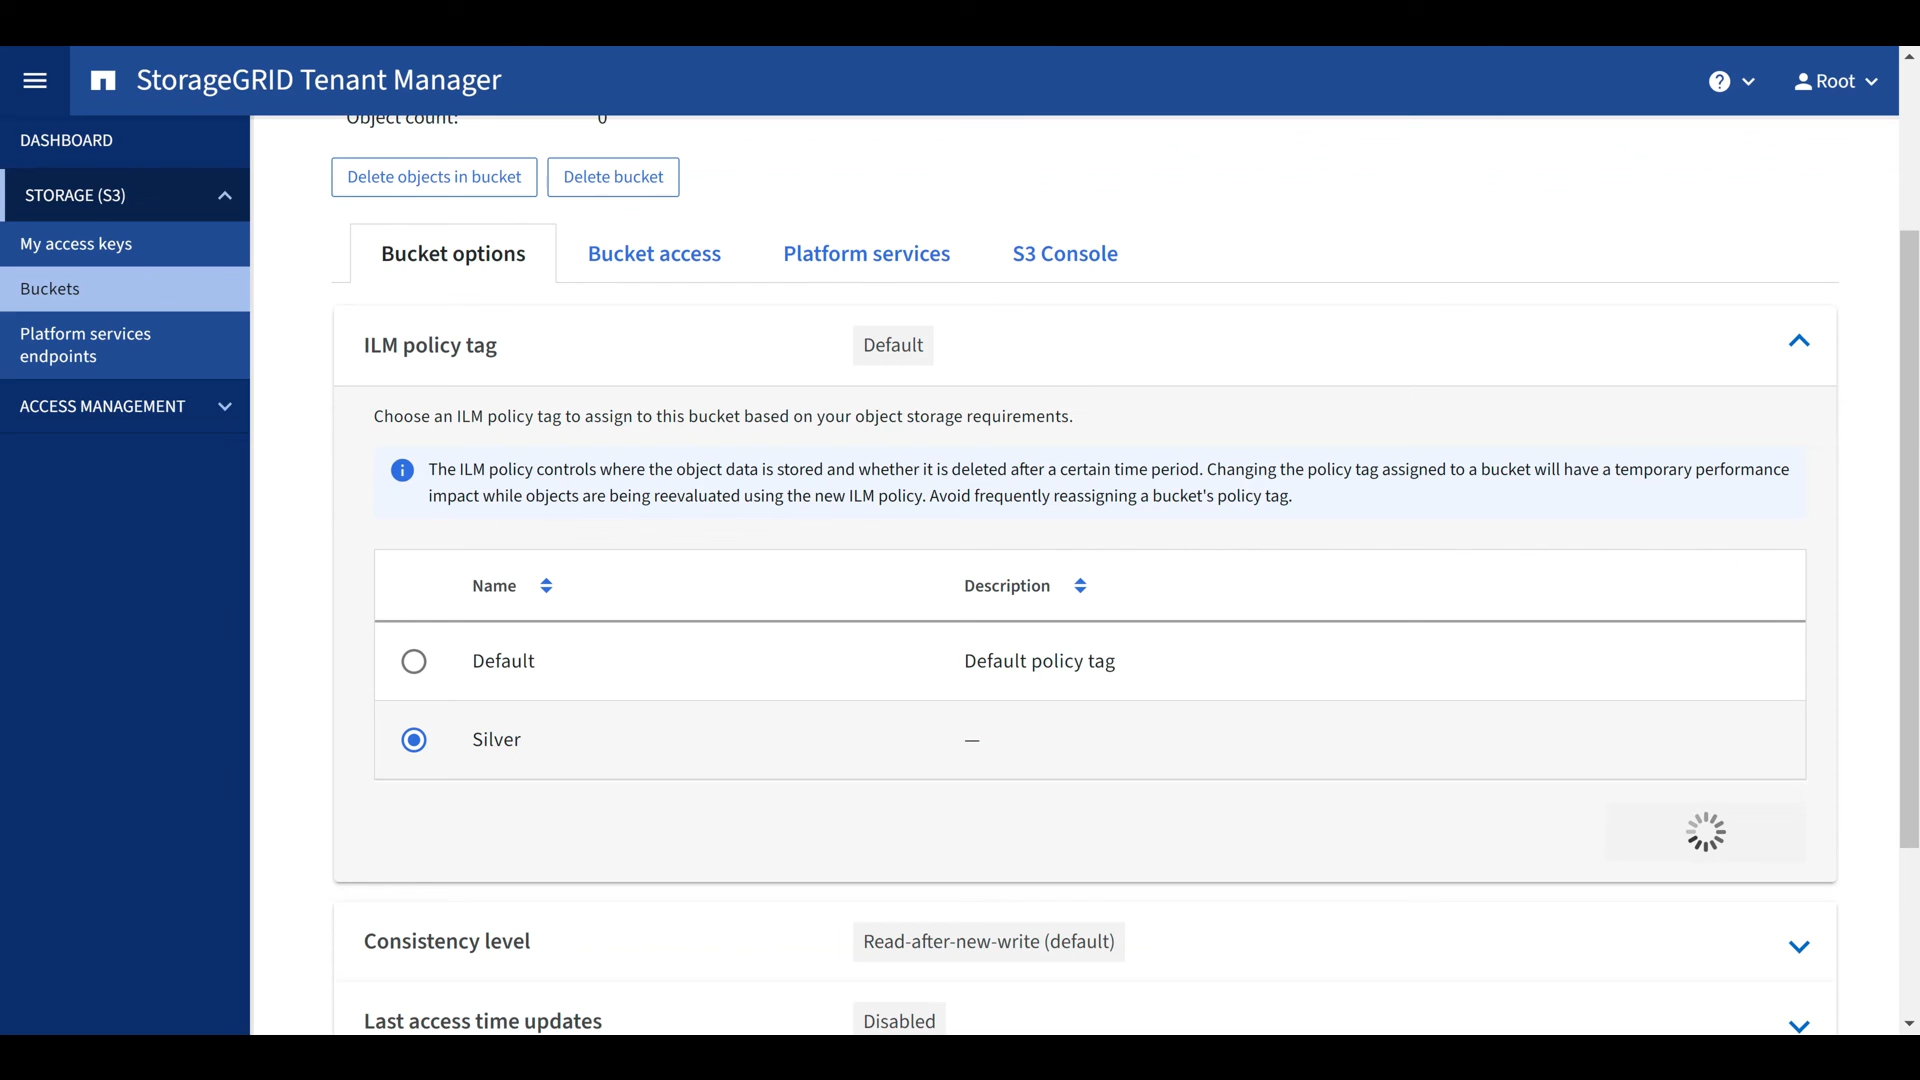 StorageGRID Tenant Manager
Root
DASHBOARD
STORAGE (S3)
My access keys
Buckets
Platform services
endpoints
ACCESS MANAGEMENT
Object count: 0
Delete objects in bucket
Delete bucket
Bucket options
Bucket access
Platform services
S3 Console
ILM policy tag
Default
Choose an ILM policy tag to assign to this bucket based on your object storage requirements.
The ILM policy controls where the object data is stored and whether it is deleted after a certain time period. Changing the policy tag assigned to a bucket will have a temporary performance
impact while objects are being reevaluated using the new ILM policy. Avoid frequently reassigning a bucket's policy tag.
Name
Description
Default
Default policy tag
Silver
—
Consistency level
Read-after-new-write (default)
Last access time updates
Disabled